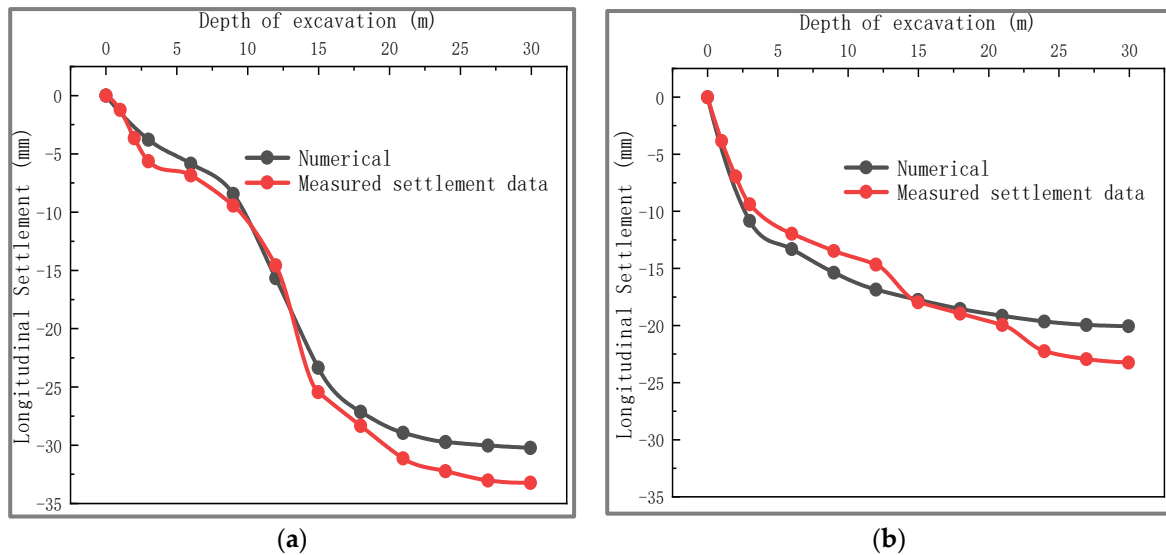 Depth of excavation (m)
0 5 10 15 20 25 30
Longitudinal Settlement (mm)
0
-5
-10
-15
-20
-25
-30
-35
Numerical
Measured settlement data
(a)
Depth of excavation (m)
0 5 10 15 20 25 30
Longitudinal Settlement (mm)
0
-5
-10
-15
-20
-25
-30
-35
Numerical
Measured settlement data
(b)